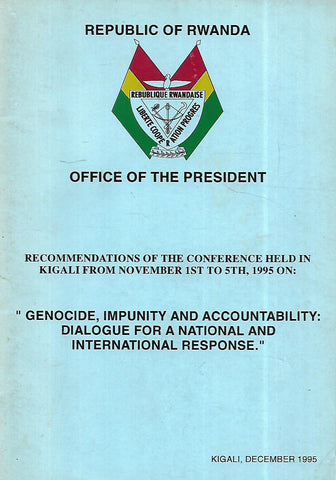 REPUBLIC OF RWANDA
REBUBLIQUE RWANDAISE
LIBERTE COOPERATION PROGRES
OFFICE OF THE PRESIDENT
RECOMMENDATIONS OF THE CONFERENCE HELD IN
KIGALI FROM NOVEMBER 1ST TO 5TH, 1995 ON:
" GENOCIDE, IMPUNITY AND ACCOUNTABILITY:
DIALOGUE FOR A NATIONAL AND
INTERNATIONAL RESPONSE."
KIGALI, DECEMBER 1995